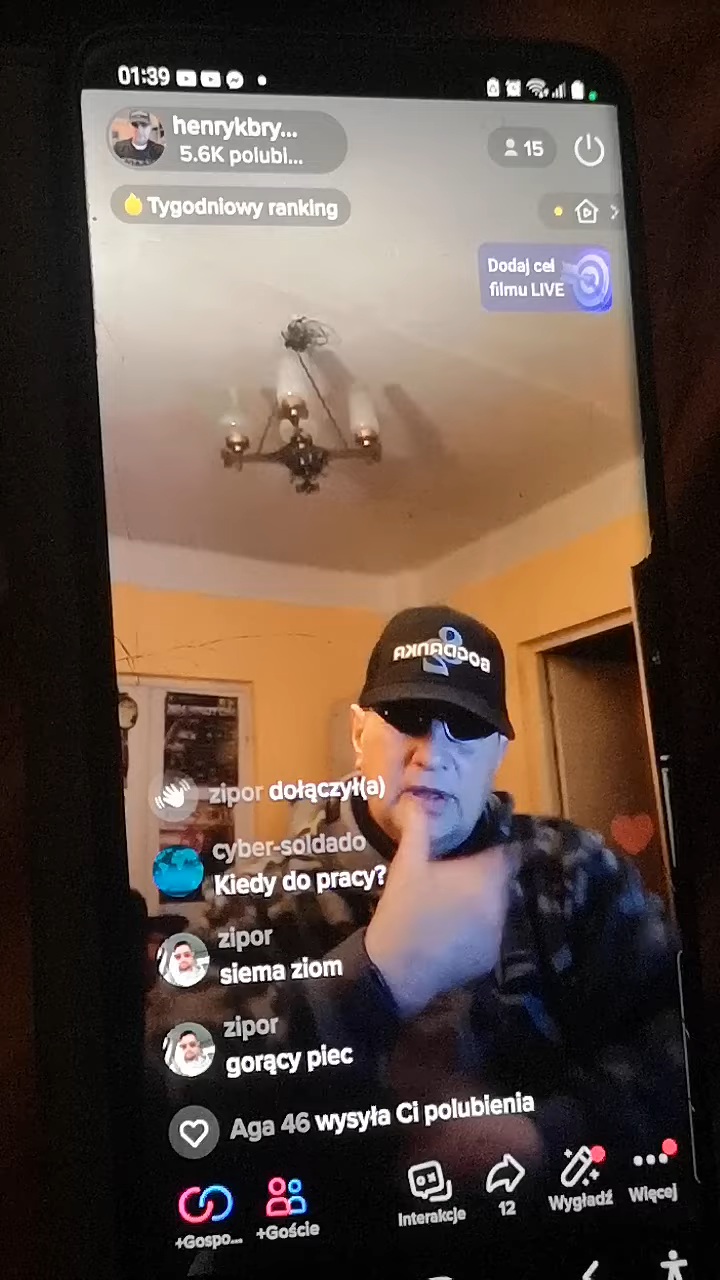 01:39
henrykbry...
5.6K polubi...
15
Tygodniowy ranking
Dodaj cel
filmu LIVE
BOGDANKA
zipor dołączył(a)
cyber-soldado
Kiedy do pracy?
zipor
siema ziom
zipor
gorący piec
Aga 46 wysyła Ci polubienia
+Gospo...
+Goście
Interakcje
12
Wygładź
Więcej